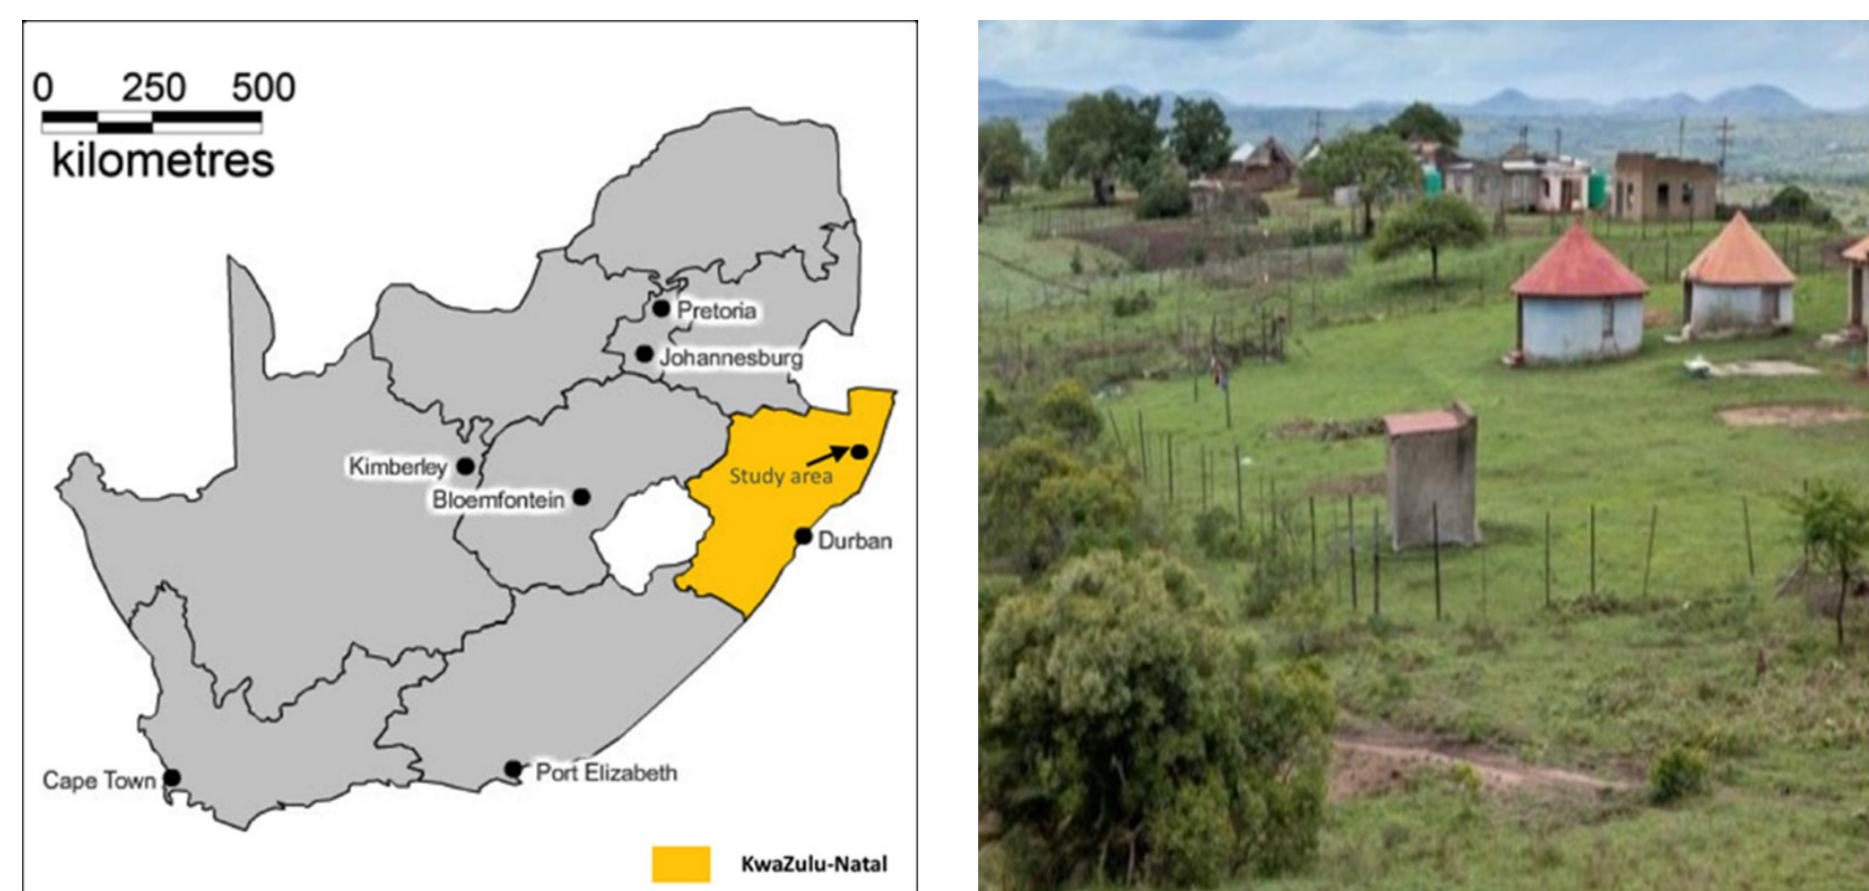 0 250 500
kilometres
Pretoria
Johannesburg
Kimberley
Study area
Bloemfontein
Durban
Cape Town
Port Elizabeth
KwaZulu-Natal